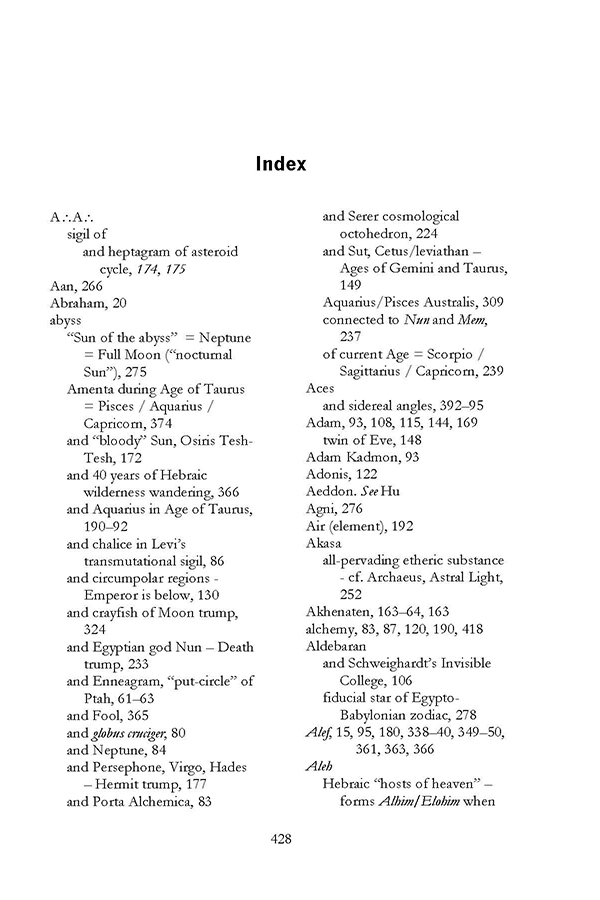 Index
A∴A∴
sigil of
and heptagram of asteroid
cycle, 174, 175
Aan, 266
Abraham, 20
abyss
“Sun of the abyss” = Neptune
= Full Moon (“nocturnal
Sun”), 275
Amenta during Age of Taurus
= Pisces / Aquarius /
Capricorn, 374
and “bloody” Sun, Osiris Tesh-
Tesh, 172
and 40 years of Hebraic
wilderness wandering, 366
and Aquarius in Age of Taurus,
190–92
and chalice in Levi’s
transmutational sigil, 86
and circumpolar regions -
Emperor is below, 130
and crayfish of Moon trump,
324
and Egyptian god Nun – Death
trump, 233
and Enneagram, “put-circle” of
Ptah, 61–63
and Fool, 365
and globus cruciger, 80
and Neptune, 84
and Persephone, Virgo, Hades
– Hermit trump, 177
and Porta Alchemica, 83
and Serer cosmological
octohedron, 224
and Sut, Cetus/leviathan –
Ages of Gemini and Taurus,
149
Aquarius/Pisces Australis, 309
connected to Nun and Mem,
237
of current Age = Scorpio /
Sagittarius / Capricorn, 239
Aces
and sidereal angles, 392–95
Adam, 93, 108, 115, 144, 169
twin of Eve, 148
Adam Kadmon, 93
Adonis, 122
Aeddon. See Hu
Agni, 276
Air (element), 192
Akasa
all-pervading etheric substance
- cf. Archaeus, Astral Light,
252
Akhenaten, 163–64, 163
alchemy, 83, 87, 120, 190, 418
Aldebaran
and Schweighardt’s Invisible
College, 106
fiducial star of Egypto-
Babylonian zodiac, 278
Alef, 15, 95, 180, 338–40, 349–50,
361, 363, 366
Aleh
Hebraic “hosts of heaven” –
forms Alhim/Elohim when
428